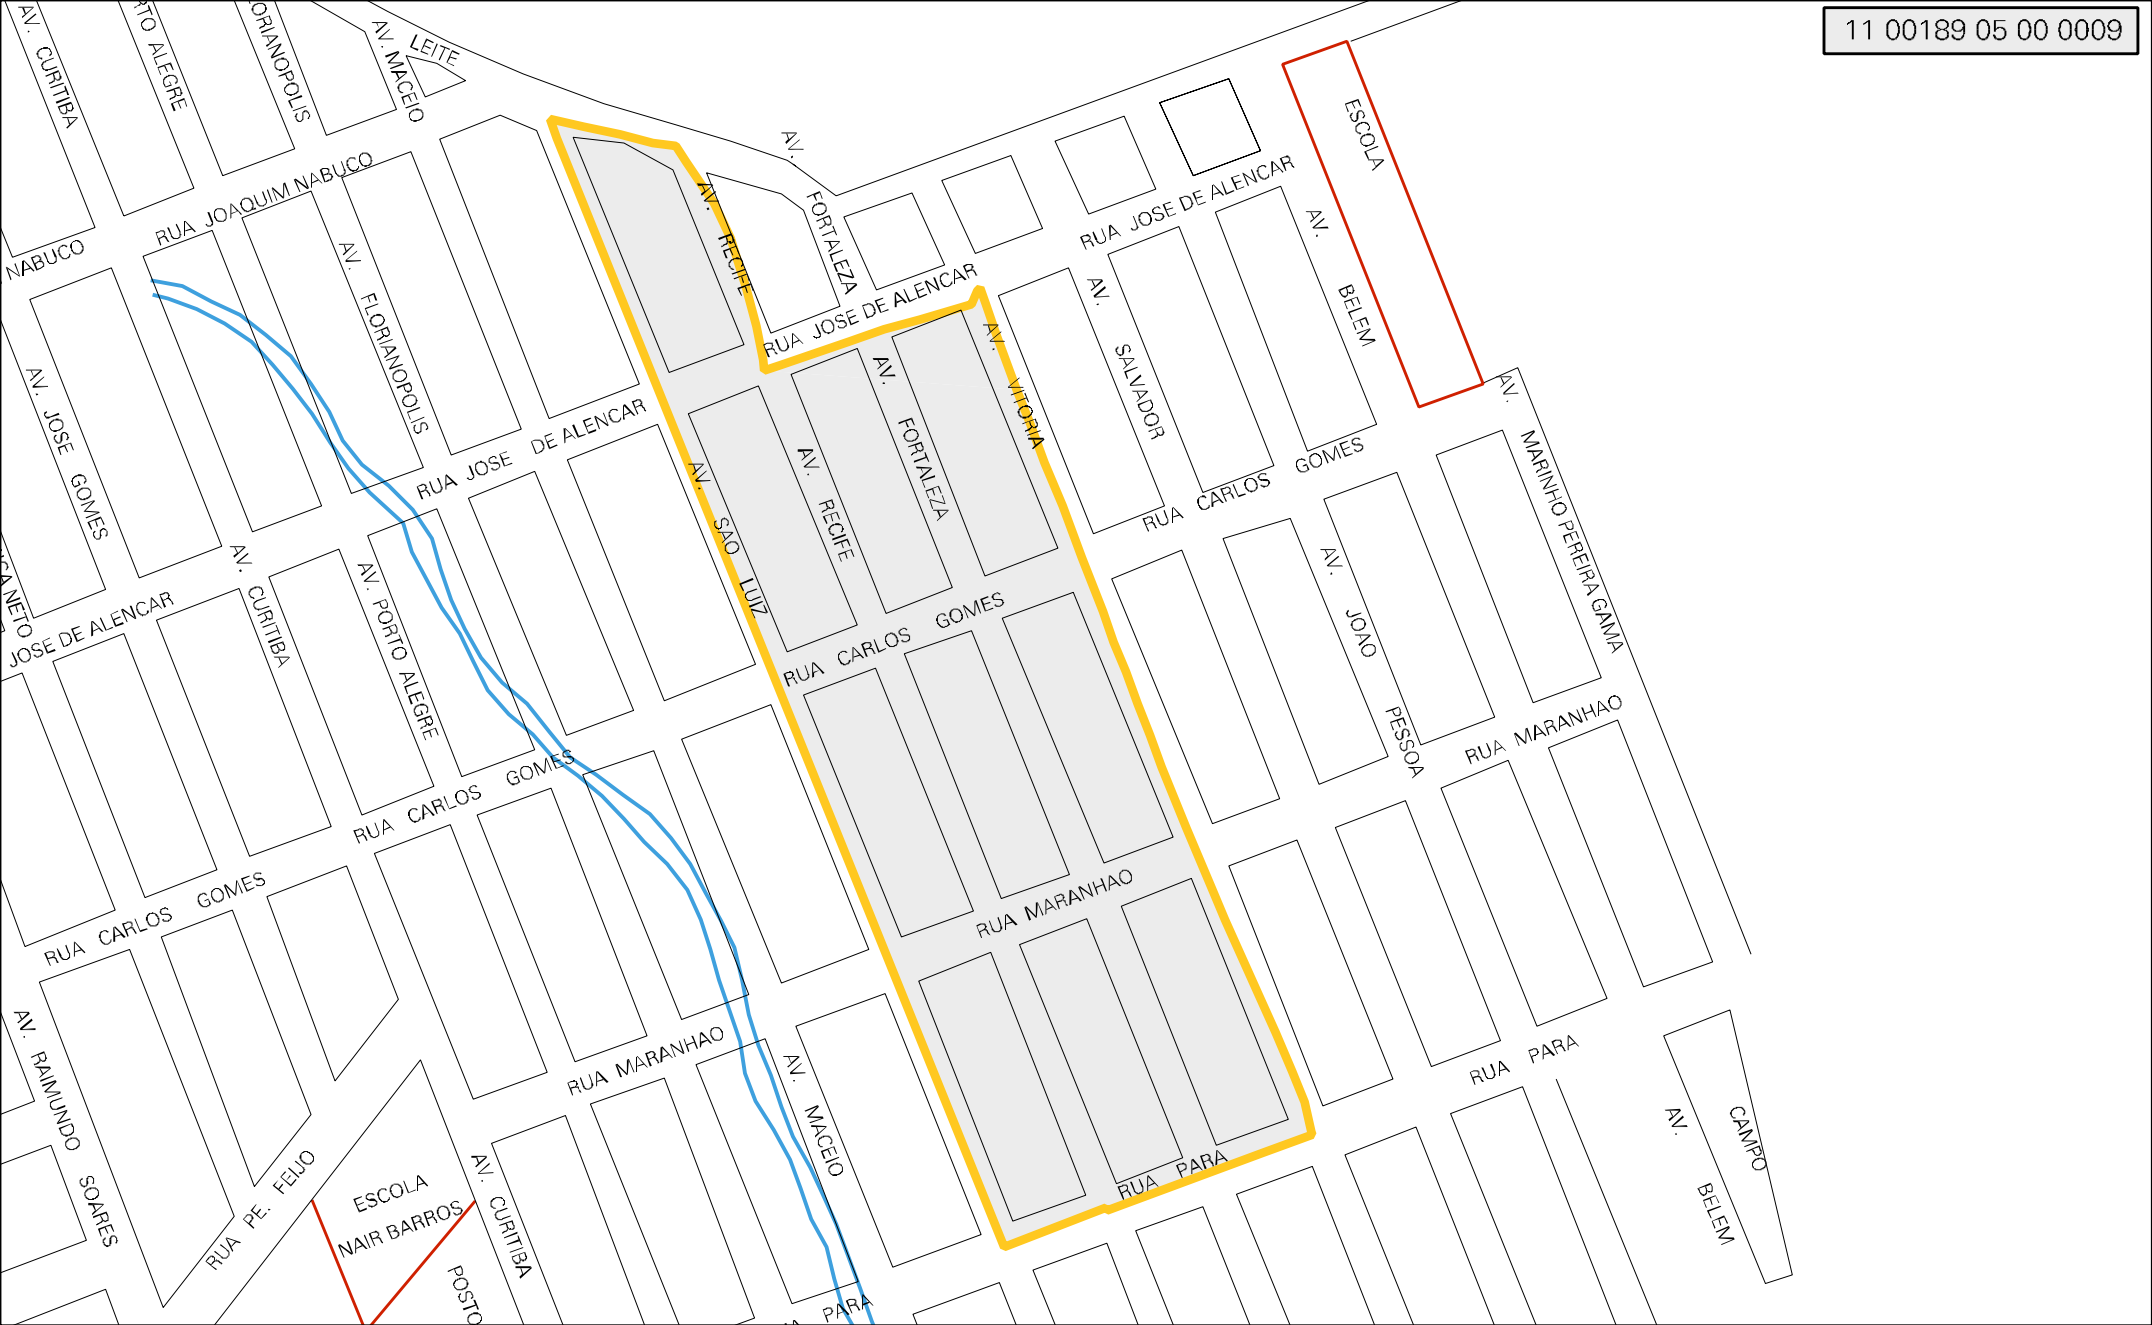 11 00189 05 00 0009
AV. CURITIBA
ALEGRE
AV. MACEIO
LEITE
AV.
FORTALEZA
ESCOLA
RUA JOAQUIM NABUCO
NABUCO
AV. FLORIANOPOLIS
AV. RECIFE
RUA JOSE DE ALENCAR
RUA JOSE DE ALENCAR
AV. BELEM
AV. SALVADOR
AV. VITORIA
AV. JOSE GOMES
RUA JOSE DE ALENCAR
AV. FORTALEZA
AV. RECIFE
AV. SAO LUIZ
RUA CARLOS GOMES
AV. MARINHO PEREIRA GAMA
NETO
JOSE DE ALENCAR
AV. CURITIBA
AV. PORTO ALEGRE
RUA CARLOS GOMES
AV. JOAO PESSOA
RUA MARANHAO
RUA CARLOS GOMES
RUA CARLOS GOMES
RUA MARANHAO
AV. RAIMUNDO SOARES
RUA MARANHAO
AV. MACEIO
RUA PARA
RUA PARA
AV. BELEM
CAMPO
RUA PE. FEIJO
ESCOLA
NAIR BARROS
AV. CURITIBA
POSTO
PARA